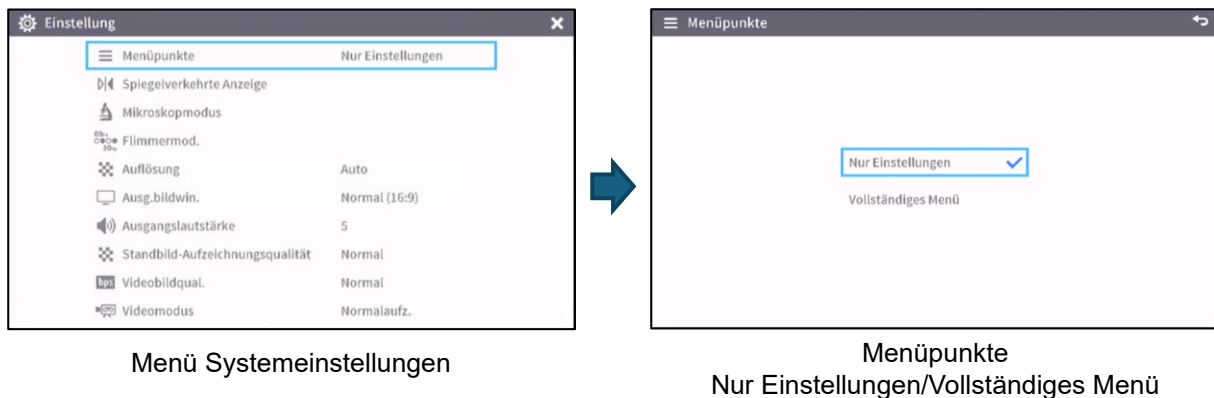 Einstellung
Menüpunkte Nur Einstellungen
Spiegelverkehrte Anzeige
Mikroskopmodus
Flimmermod.
Auflösung Auto
Ausg.bildwin. Normal (16:9)
Ausgangslautstärke 5
Standbild-Aufzeichnungsqualität Normal
bps Videobildqual. Normal
Videomodus Normalaufz.
Menü Systemeinstellungen
Menüpunkte
Nur Einstellungen
Vollständiges Menü
Menüpunkte
Nur Einstellungen/Vollständiges Menü